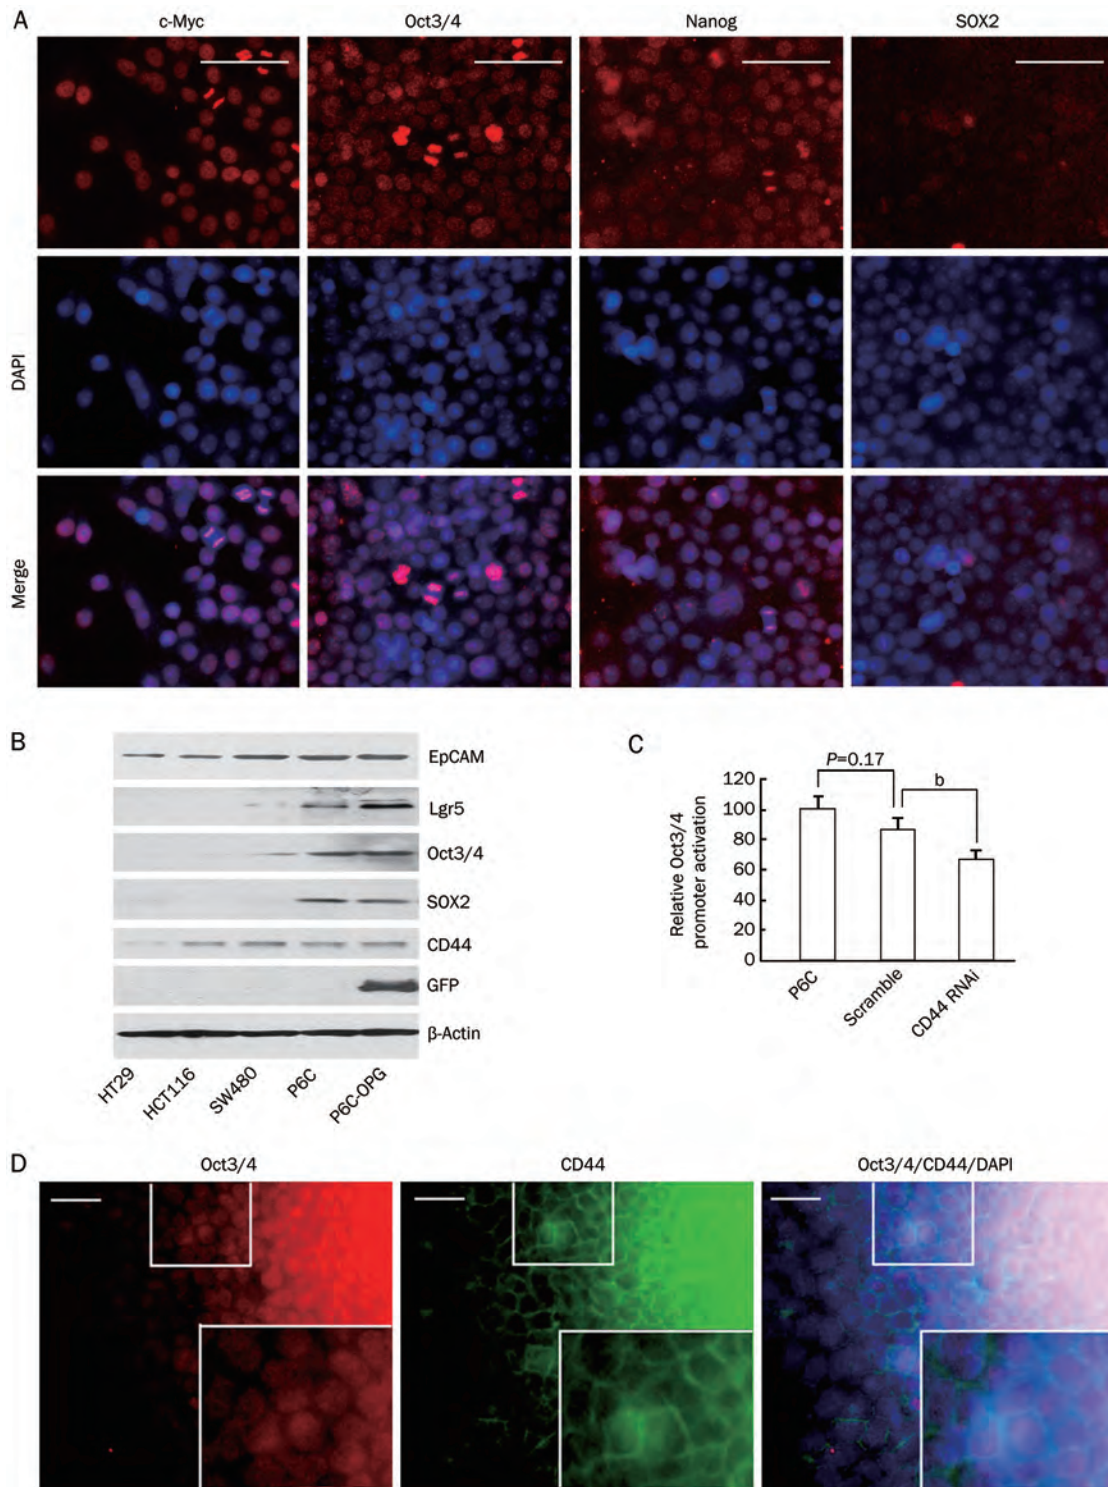 A
c-Myc Oct3/4 Nanog SOX2
DAPI
Merge
B
EpCAM
Lgr5
Oct3/4
SOX2
CD44
GFP
β-Actin
HT29 HCT116 SW480 P6C P6C-OPG
C
P=0.17
b
Relative Oct3/4
promoter activation
120
100
80
60
40
20
0
P6C Scramble CD44 RNAi
D
Oct3/4 CD44 Oct3/4/CD44/DAPI